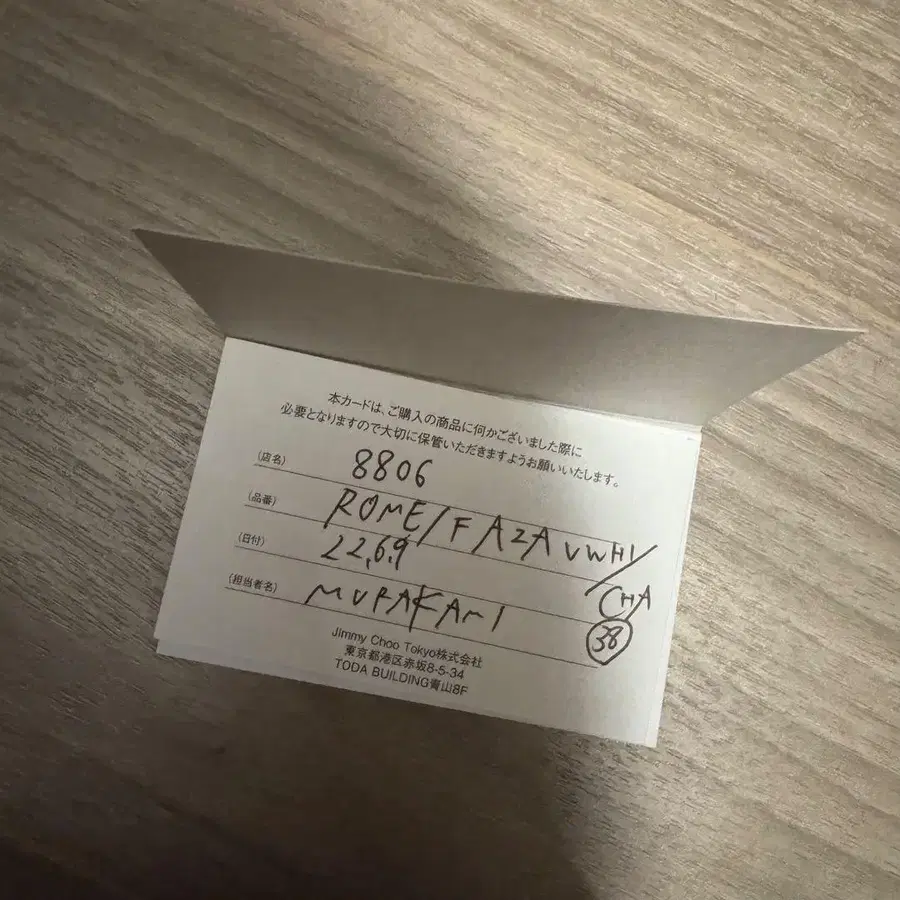 本カードは、ご購入の商品に何かございました際に
必要となりますので大切に保管いただきますようお願いいたします。
(店名) 8806
(品番) ROME/F AZA VWHI/
CHA
(日付) 22,6,9
38
(担当者名) MURAKAMI
Jimmy Choo Tokyo株式会社
東京都港区赤坂8-5-34
TODA BUILDING青山8F